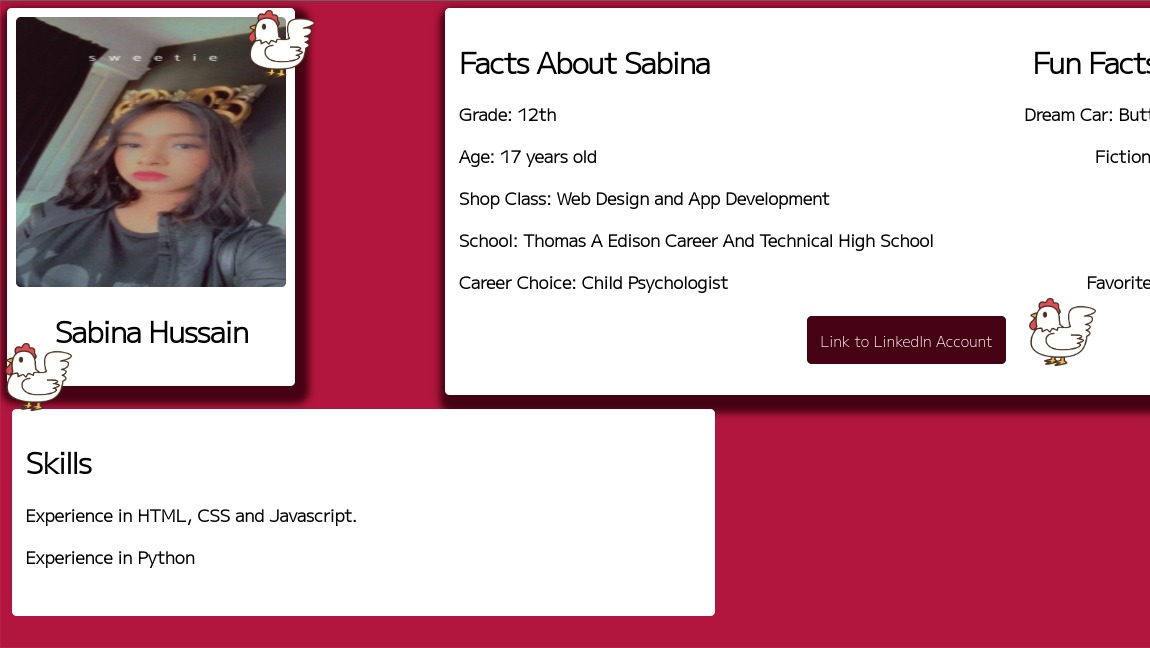 sweetie
Sabina Hussain
Facts About Sabina
Grade: 12th
Age: 17 years old
Shop Class: Web Design and App Development
School: Thomas A Edison Career And Technical High School
Career Choice: Child Psychologist
Fun Facts
Dream Car: Butt
Fiction
Favorite
Link to LinkedIn Account
Skills
Experience in HTML, CSS and Javascript.
Experience in Python